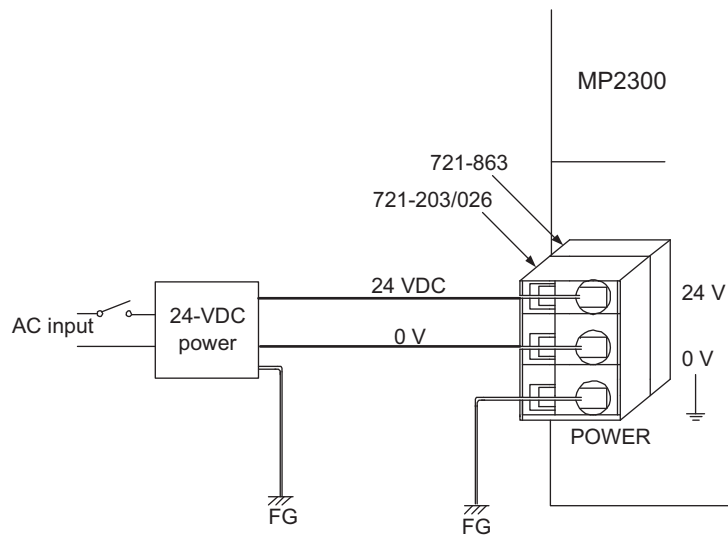 MP2300
721-863
721-203/026
24 VDC
24 V
AC input
24-VDC
power
0 V
0 V
POWER
FG
FG